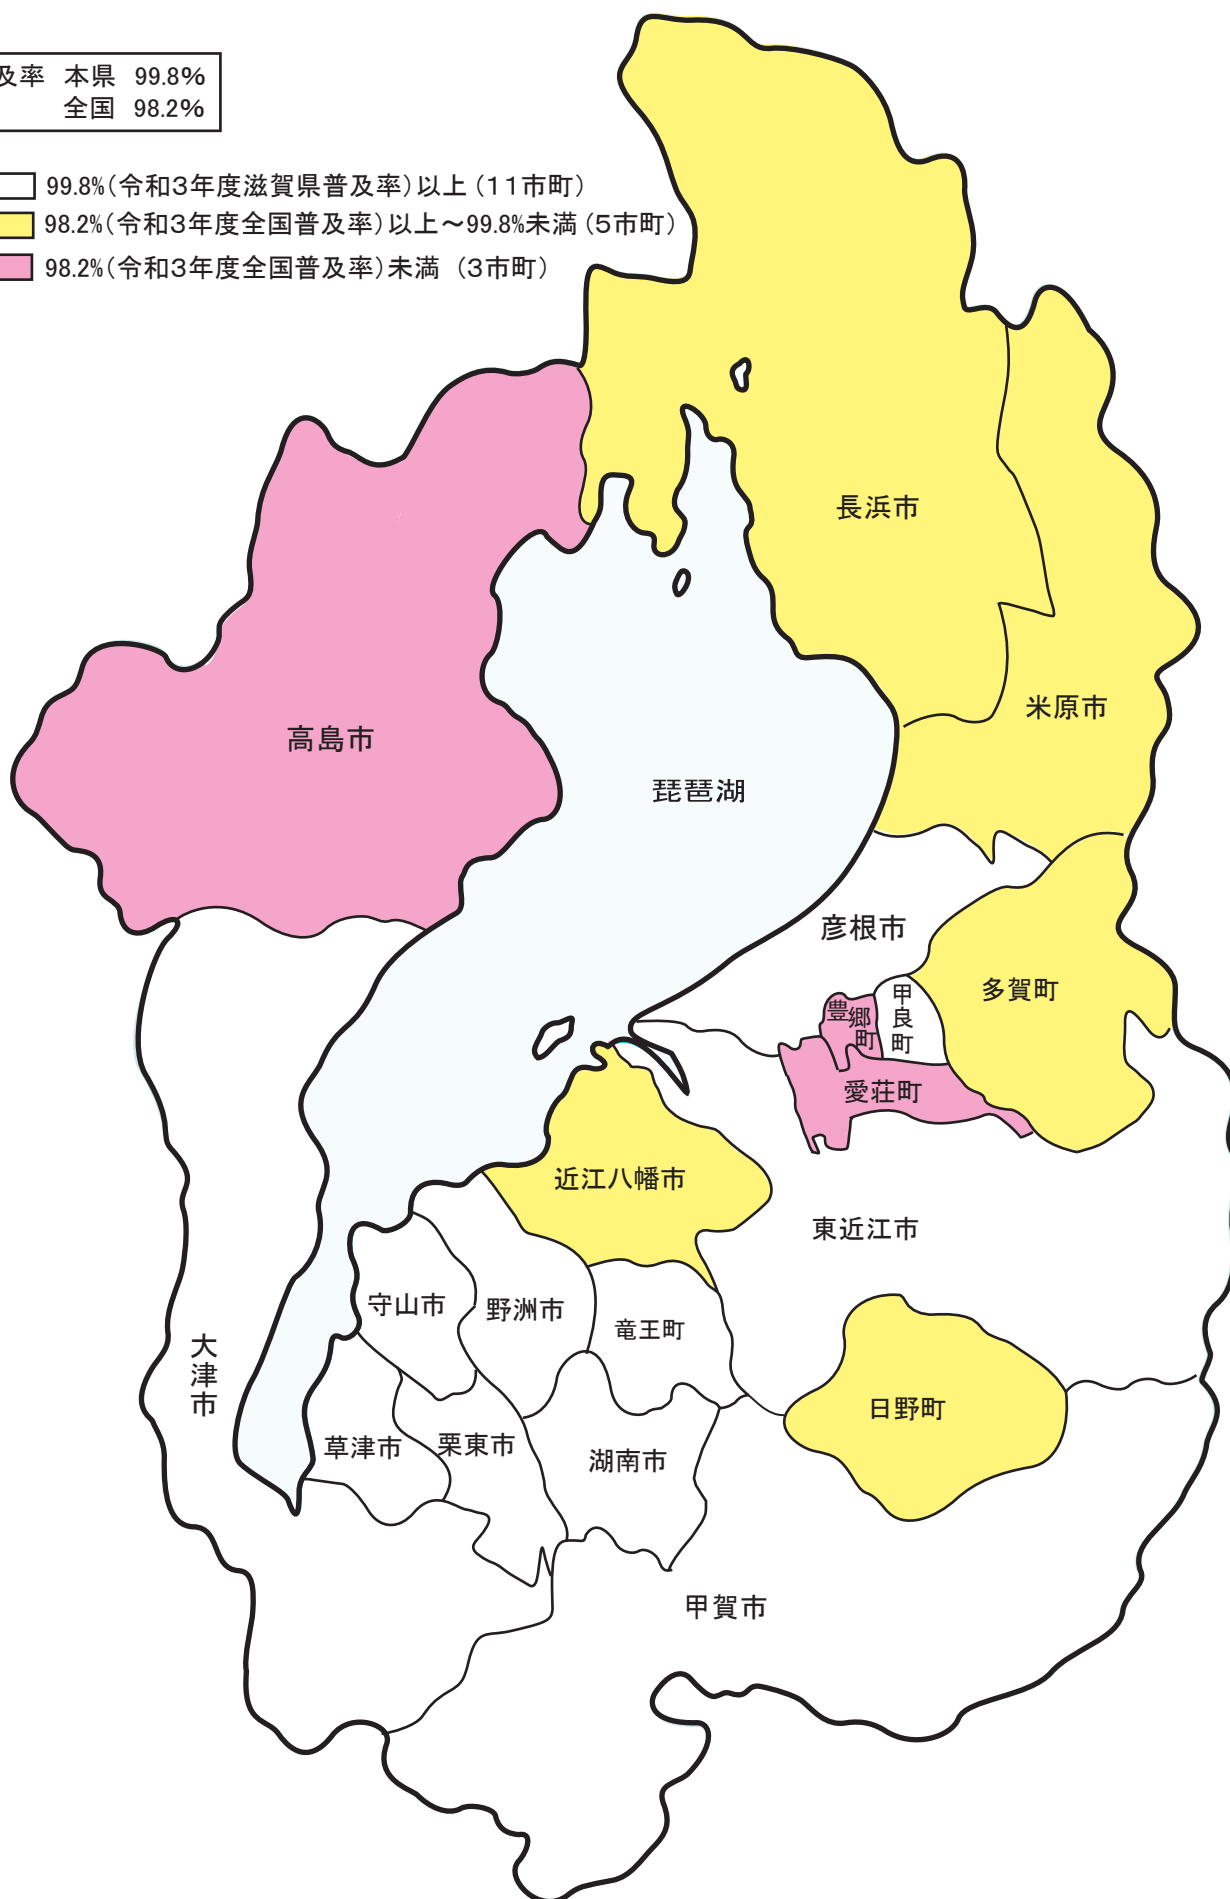 及率 本県 99.8%
全国 98.2%
99.8%(令和3年度滋賀県普及率)以上(11市町)
98.2%(令和3年度全国普及率)以上～99.8%未満(5市町)
98.2%(令和3年度全国普及率)未満 (3市町)
長浜市
米原市
高島市
琵琶湖
彦根市
多賀町
甲良町
豊郷町
愛荘町
近江八幡市
東近江市
守山市
野洲市
竜王町
大津市
日野町
草津市
栗東市
湖南市
甲賀市